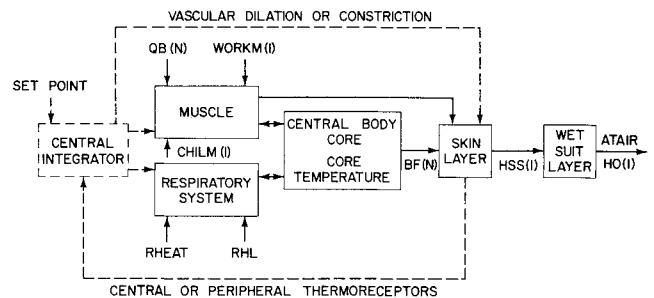 VASCULAR DILATION OR CONSTRICTION
QB(N)
WORKM(I)
SET POINT
MUSCLE
CENTRAL
INTEGRATOR
CHILM(I)
CENTRAL BODY
CORE
CORE
TEMPERATURE
SKIN
LAYER
WET
SUIT
LAYER
ATAIR
HO(I)
BF(N)
HSS(I)
RESPIRATORY
SYSTEM
RHEAT
RHL
CENTRAL OR PERIPHERAL THERMORECEPTORS